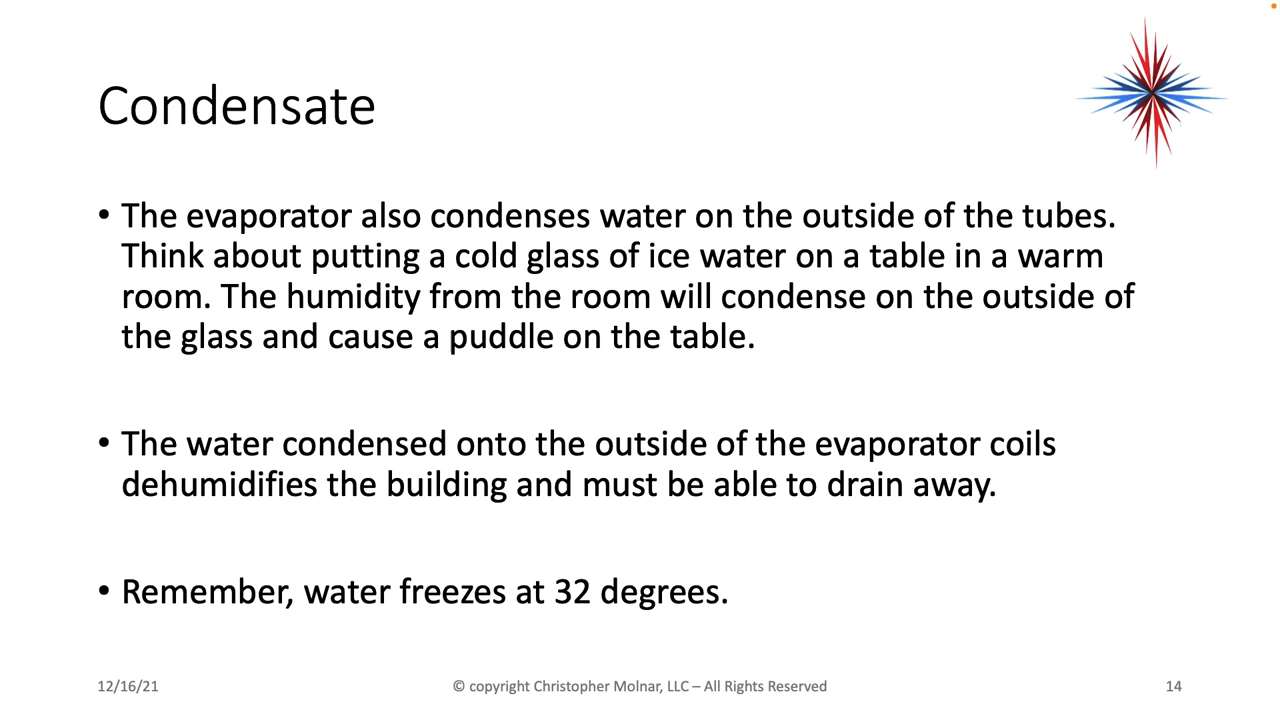 Condensate
• The evaporator also condenses water on the outside of the tubes.
Think about putting a cold glass of ice water on a table in a warm
room. The humidity from the room will condense on the outside of
the glass and cause a puddle on the table.
• The water condensed onto the outside of the evaporator coils
dehumidifies the building and must be able to drain away.
• Remember, water freezes at 32 degrees.
12/16/21
© copyright Christopher Molnar, LLC – All Rights Reserved
14